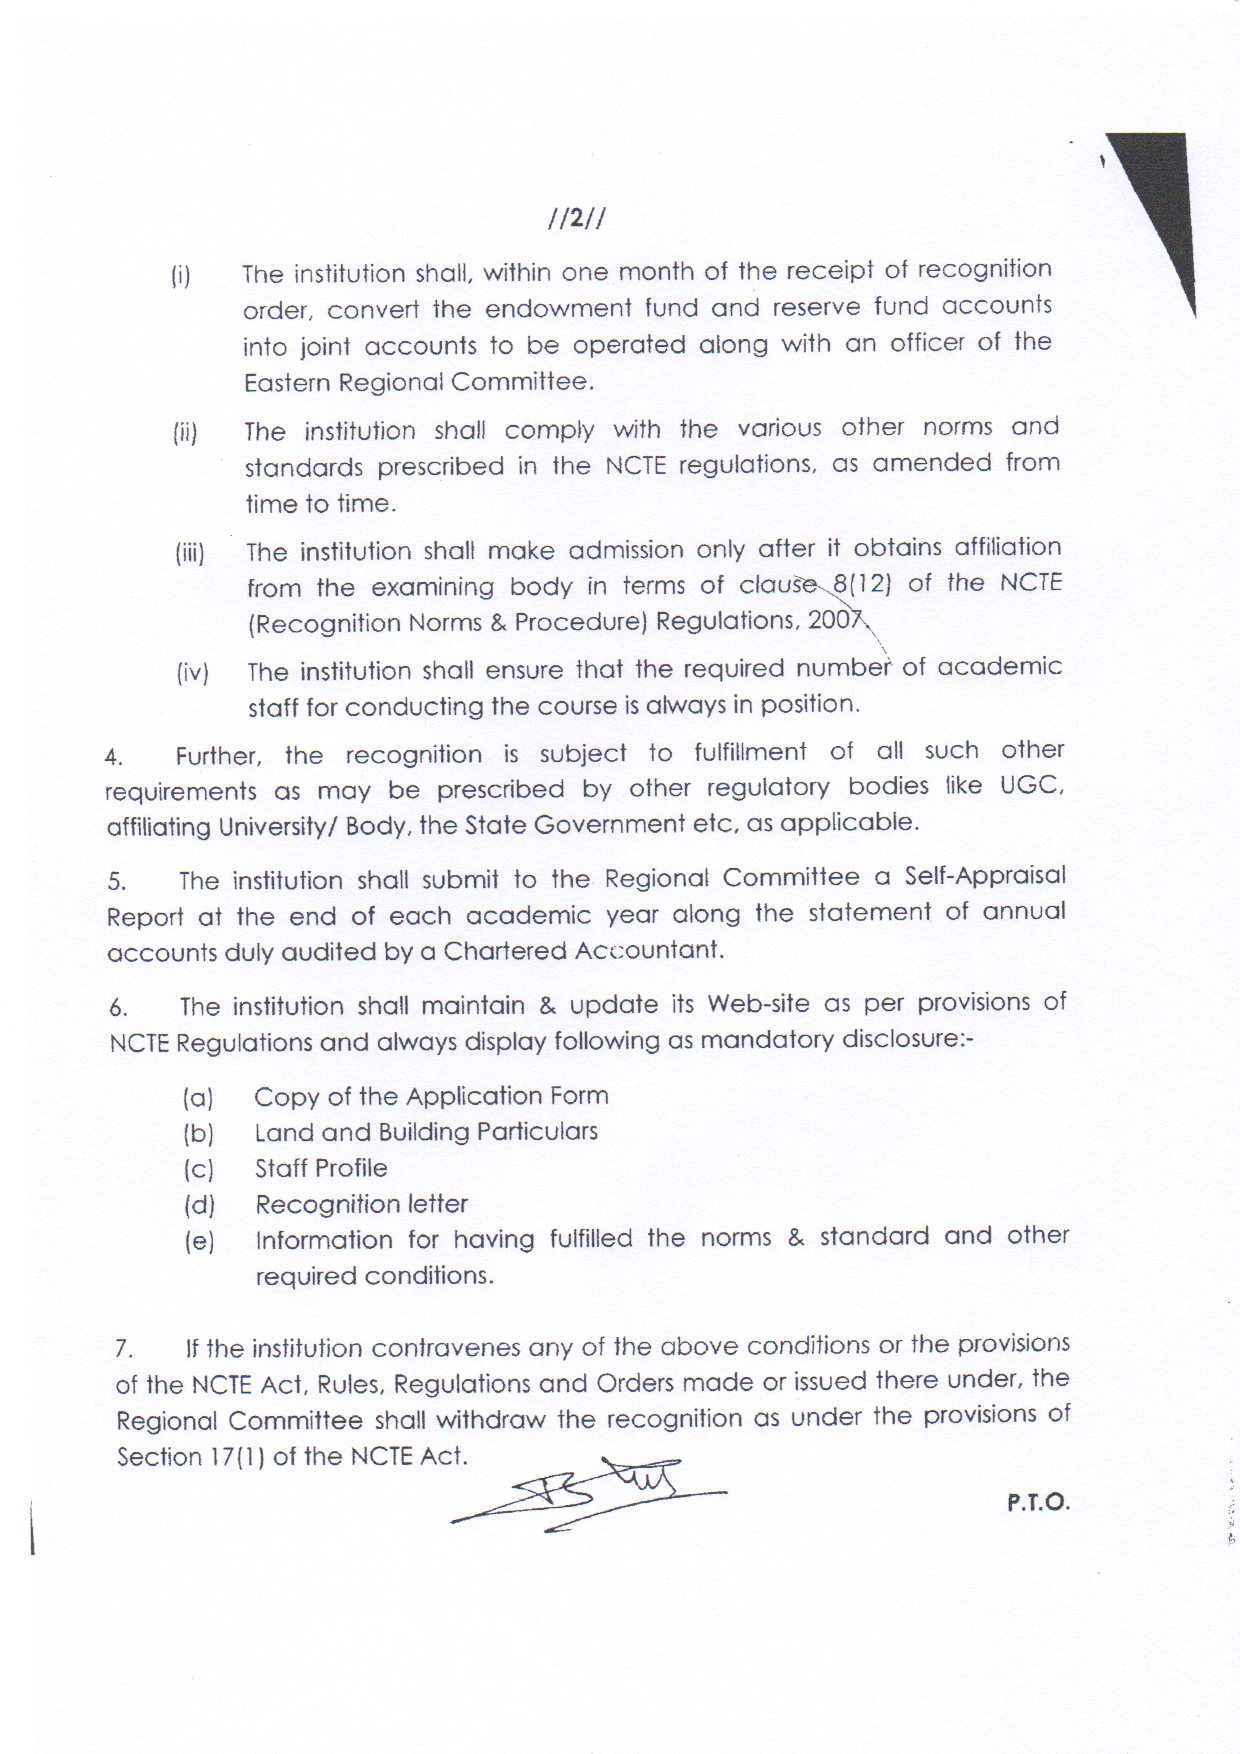 //2//
(i) The institution shall, within one month of the receipt of recognition
order, convert the endowment fund and reserve fund accounts
into joint accounts to be operated along with an officer of the
Eastern Regional Committee.
(ii) The institution shall comply with the various other norms and
standards prescribed in the NCTE regulations, as amended from
time to time.
(iii) The institution shall make admission only after it obtains affiliation
from the examining body in terms of clause 8(12) of the NCTE
(Recognition Norms & Procedure) Regulations, 2007.
(iv) The institution shall ensure that the required number of academic
staff for conducting the course is always in position.
4. Further, the recognition is subject to fulfillment of all such other
requirements as may be prescribed by other regulatory bodies like UGC,
affiliating University/ Body, the State Government etc, as applicable.
5. The institution shall submit to the Regional Committee a Self-Appraisal
Report at the end of each academic year along the statement of annual
accounts duly audited by a Chartered Accountant.
6. The institution shall maintain & update its Web-site as per provisions of
NCTE Regulations and always display following as mandatory disclosure:-
(a) Copy of the Application Form
(b) Land and Building Particulars
(c) Staff Profile
(d) Recognition letter
(e) Information for having fulfilled the norms & standard and other
required conditions.
7. If the institution contravenes any of the above conditions or the provisions
of the NCTE Act, Rules, Regulations and Orders made or issued there under, the
Regional Committee shall withdraw the recognition as under the provisions of
Section 17(1) of the NCTE Act.
P.T.O.